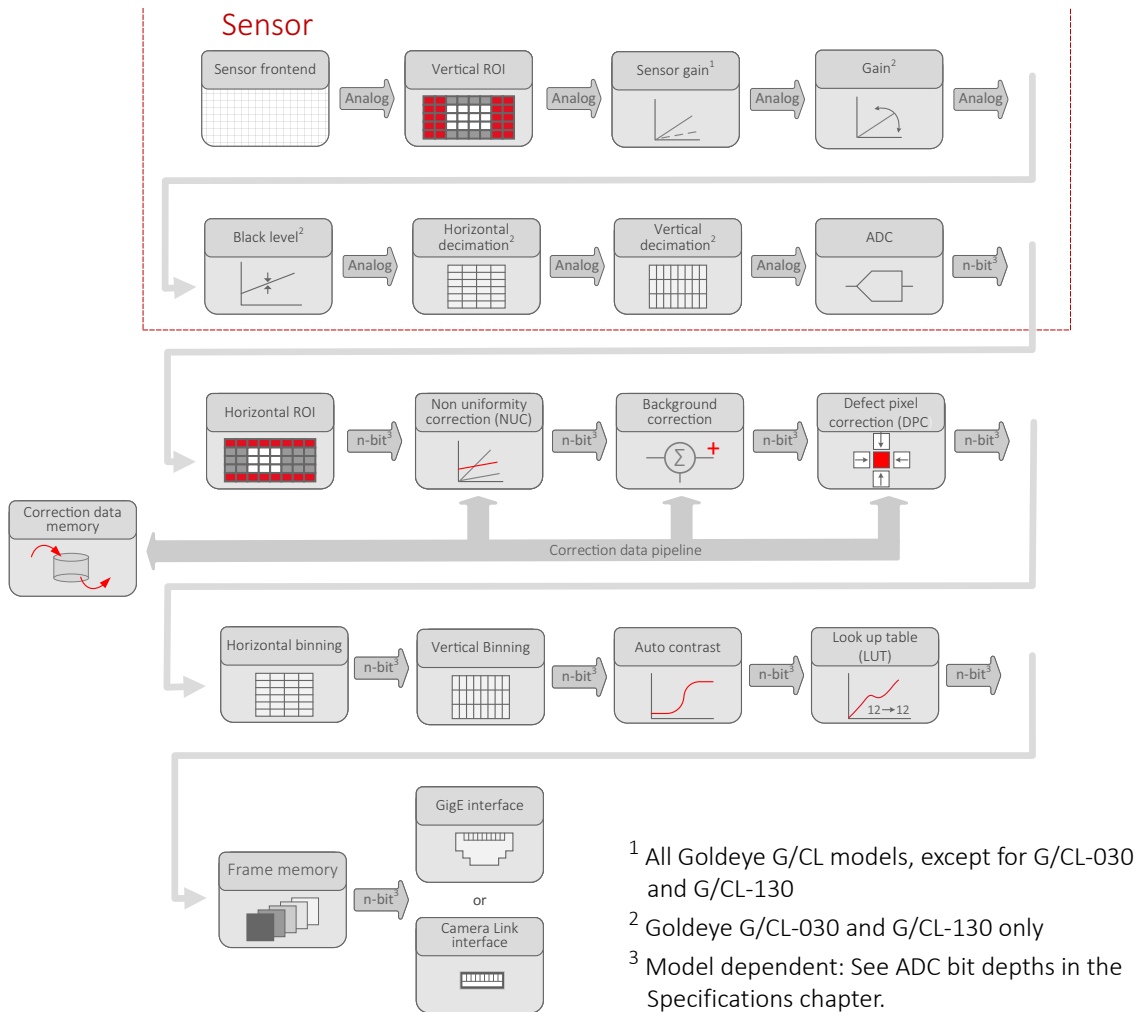 Sensor
Sensor frontend
Analog
Vertical ROI
Analog
Sensor gain¹
Analog
Gain²
Analog
Black level²
Analog
Horizontal
decimation²
Analog
Vertical
decimation²
Analog
ADC
n-bit³
Horizontal ROI
n-bit³
Non uniformity
correction (NUC)
n-bit³
Background
correction
Σ
+
n-bit³
Defect pixel
correction (DPC)
n-bit³
Correction data
memory
Correction data pipeline
Horizontal binning
n-bit³
Vertical Binning
n-bit³
Auto contrast
n-bit³
Look up table
(LUT)
12→12
n-bit³
Frame memory
n-bit³
GigE interface
or
Camera Link
interface
¹ All Goldeye G/CL models, except for G/CL-030
and G/CL-130
² Goldeye G/CL-030 and G/CL-130 only
³ Model dependent: See ADC bit depths in the
Specifications chapter.